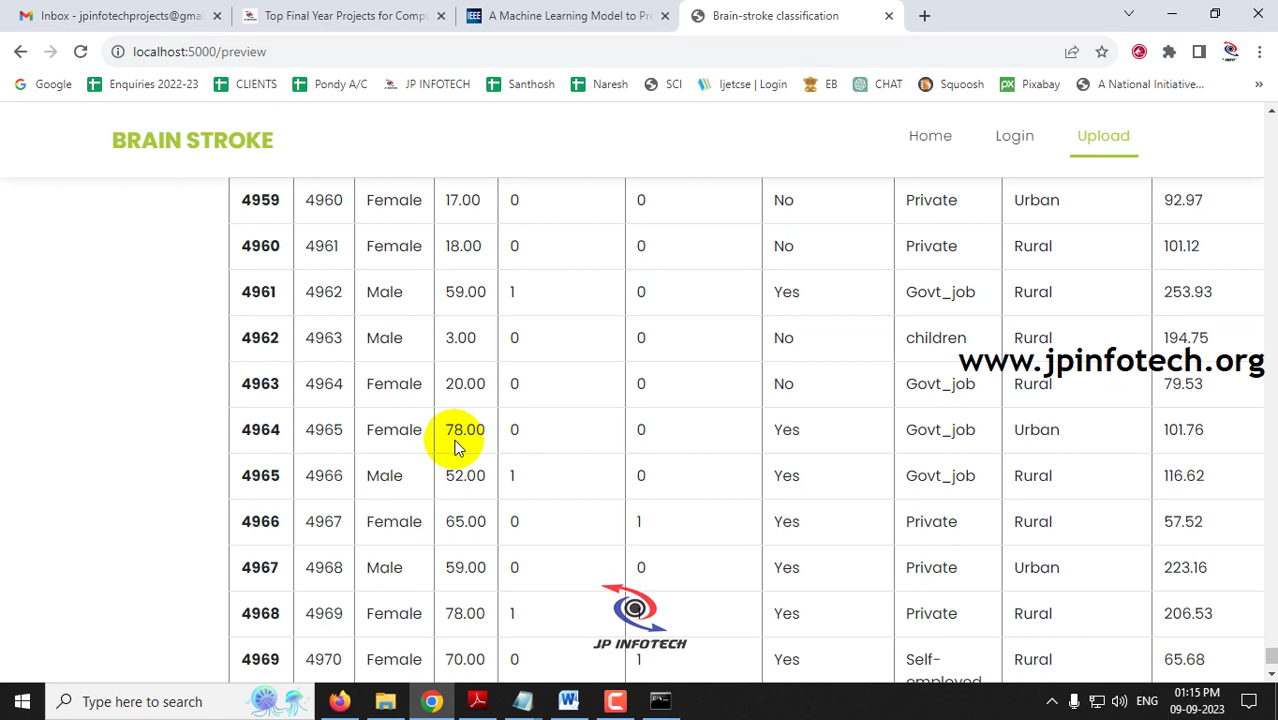 Inbox - jpinfotechprojects@gma
Top Final Year Projects for Compu
IEEE A Machine Learning Model to Pre
Brain-stroke classification
localhost:5000/preview
Google
Enquiries 2022-23
CLIENTS
Pondy A/C
JP INFOTECH
Santhosh
Naresh
SCI
Ijetcse | Login
EB
CHAT
Squoosh
px Pixabay
A National Initiative...
»
BRAIN STROKE
Home
Login
Upload
4959 4960 Female 17.00 0 0 No Private Urban 92.97
4960 4961 Female 18.00 0 0 No Private Rural 101.12
4961 4962 Male 59.00 1 0 Yes Govt_job Rural 253.93
4962 4963 Male 3.00 0 0 No children Rural 194.75
www.jpinfotech.org
4963 4964 Female 20.00 0 0 No Govt_job Rural 79.53
4964 4965 Female 78.00 0 0 Yes Govt_job Urban 101.76
4965 4966 Male 52.00 1 0 Yes Govt_job Rural 116.62
4966 4967 Female 65.00 0 1 Yes Private Rural 57.52
4967 4968 Male 59.00 0 0 Yes Private Urban 223.16
4968 4969 Female 78.00 1 Yes Private Rural 206.53
JP INFOTECH
4969 4970 Female 70.00 0 1 Yes Self-employed Rural 65.68
Type here to search
ENG
01:15 PM
09-09-2023